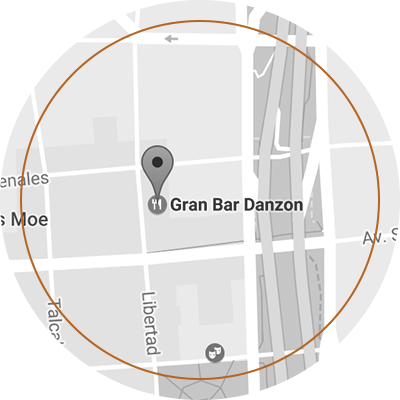 enales
Gran Bar Danzon
s Moe
Av. S
Libertad
Talca